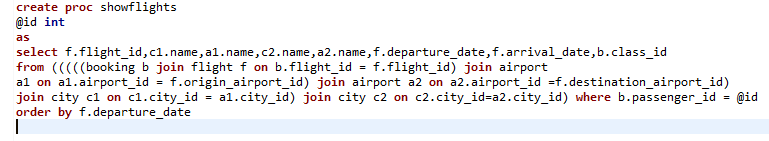 create proc showflights
@id int
as
select f.flight_id,c1.name,a1.name,c2.name,a2.name,f.departure_date,f.arrival_date,b.class_id
from (((((booking b join flight f on b.flight_id = f.flight_id) join airport
a1 on a1.airport_id = f.origin_airport_id) join airport a2 on a2.airport_id =f.destination_airport_id)
join city c1 on c1.city_id = a1.city_id) join city c2 on c2.city_id=a2.city_id) where b.passenger_id = @id
order by f.departure_date